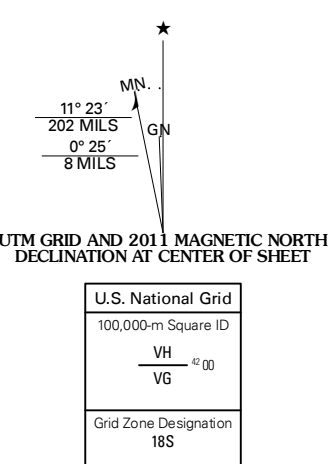 ★
MN
11° 23´
202 MILS
GN
0° 25´
8 MILS
UTM GRID AND 2011 MAGNETIC NORTH
DECLINATION AT CENTER OF SHEET
U.S. National Grid
100,000-m Square ID
VH
42 00
VG
Grid Zone Designation
18S